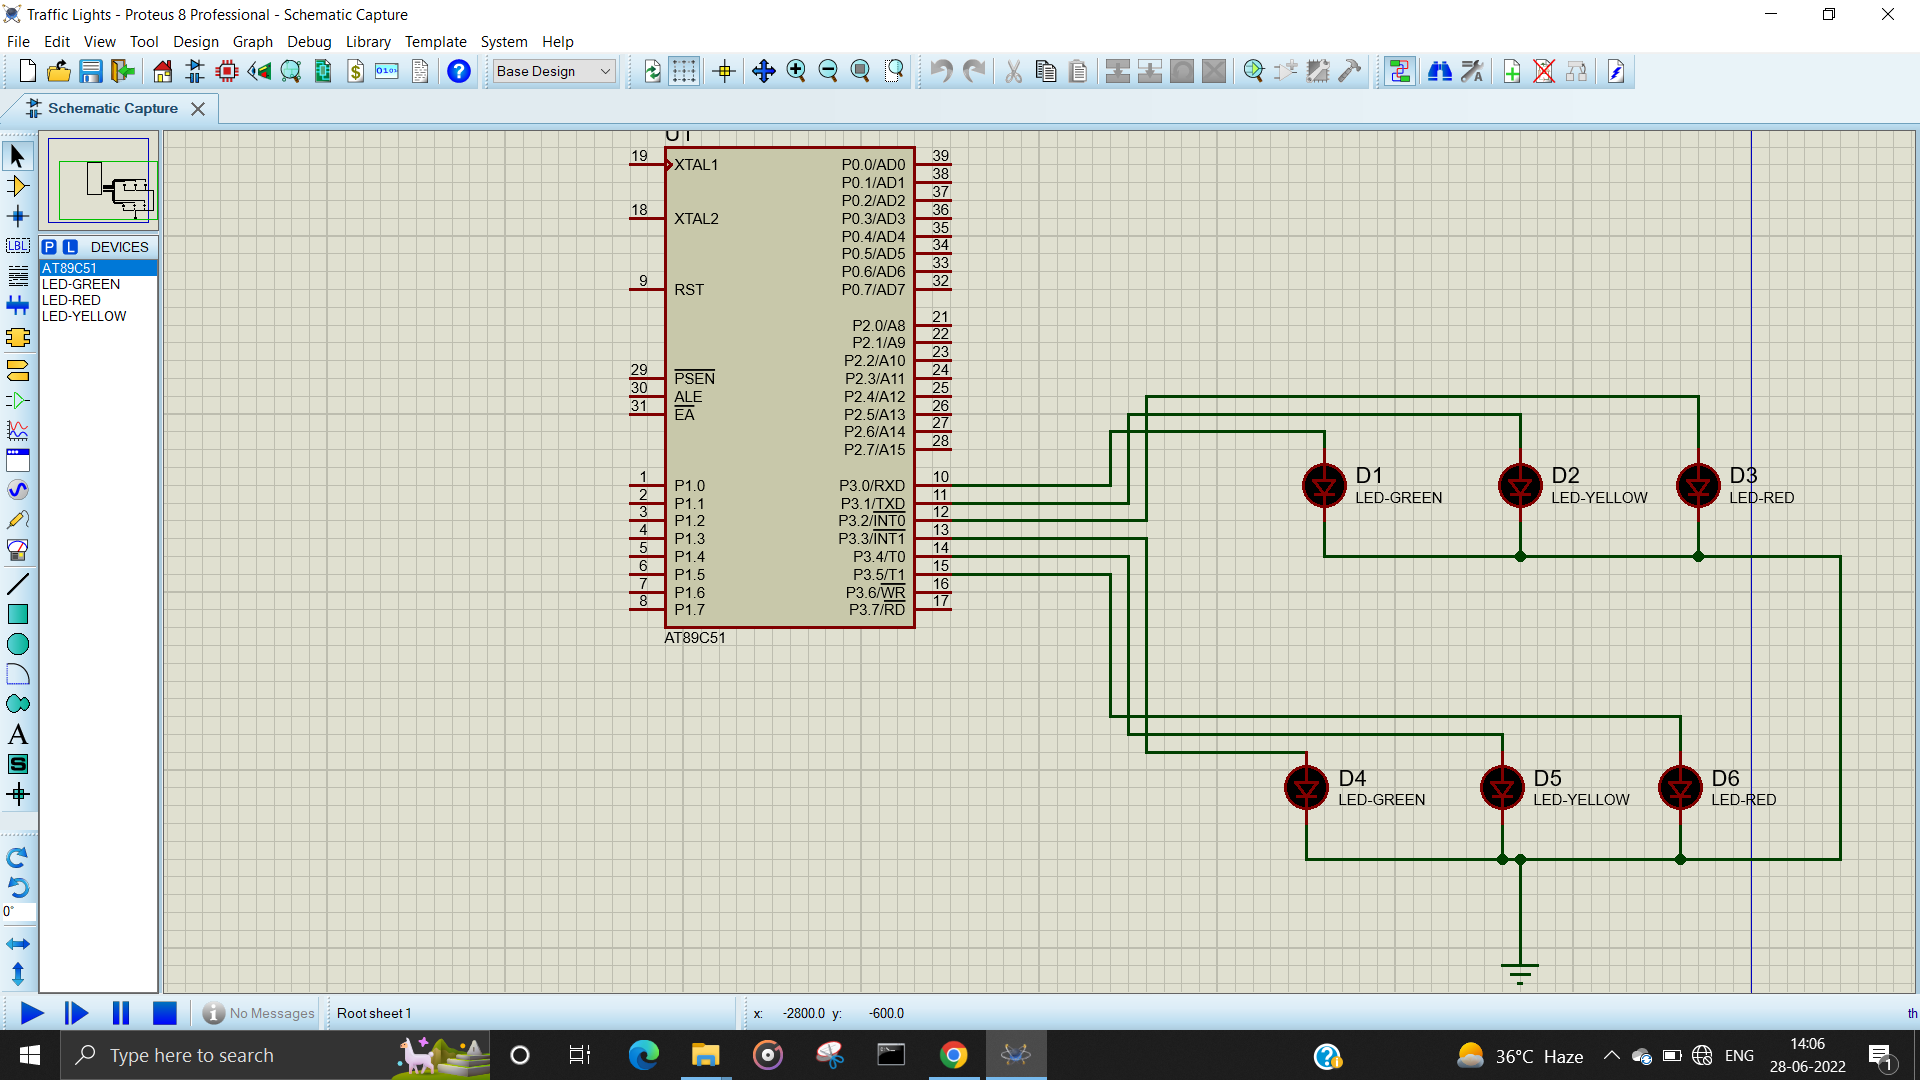 Traffic Lights - Proteus 8 Professional - Schematic Capture
File Edit View Tool Design Graph Debug Library Template System Help
Base Design
Schematic Capture
P L DEVICES
AT89C51
LED-GREEN
LED-RED
LED-YELLOW
LBL
A
S
0°
U1
19 XTAL1
18 XTAL2
9 RST
29 PSEN
30 ALE
31 EA
1 P1.0
2 P1.1
3 P1.2
4 P1.3
5 P1.4
6 P1.5
7 P1.6
8 P1.7
P0.0/AD0 39
P0.1/AD1 38
P0.2/AD2 37
P0.3/AD3 36
P0.4/AD4 35
P0.5/AD5 34
P0.6/AD6 33
P0.7/AD7 32
P2.0/A8 21
P2.1/A9 22
P2.2/A10 23
P2.3/A11 24
P2.4/A12 25
P2.5/A13 26
P2.6/A14 27
P2.7/A15 28
P3.0/RXD 10
P3.1/TXD 11
P3.2/INT0 12
P3.3/INT1 13
P3.4/T0 14
P3.5/T1 15
P3.6/WR 16
P3.7/RD 17
AT89C51
D1
LED-GREEN
D2
LED-YELLOW
D3
LED-RED
D4
LED-GREEN
D5
LED-YELLOW
D6
LED-RED
No Messages
Root sheet 1
x: -2800.0 y: -600.0
th
Type here to search
36°C Haze
ENG
14:06
28-06-2022
1